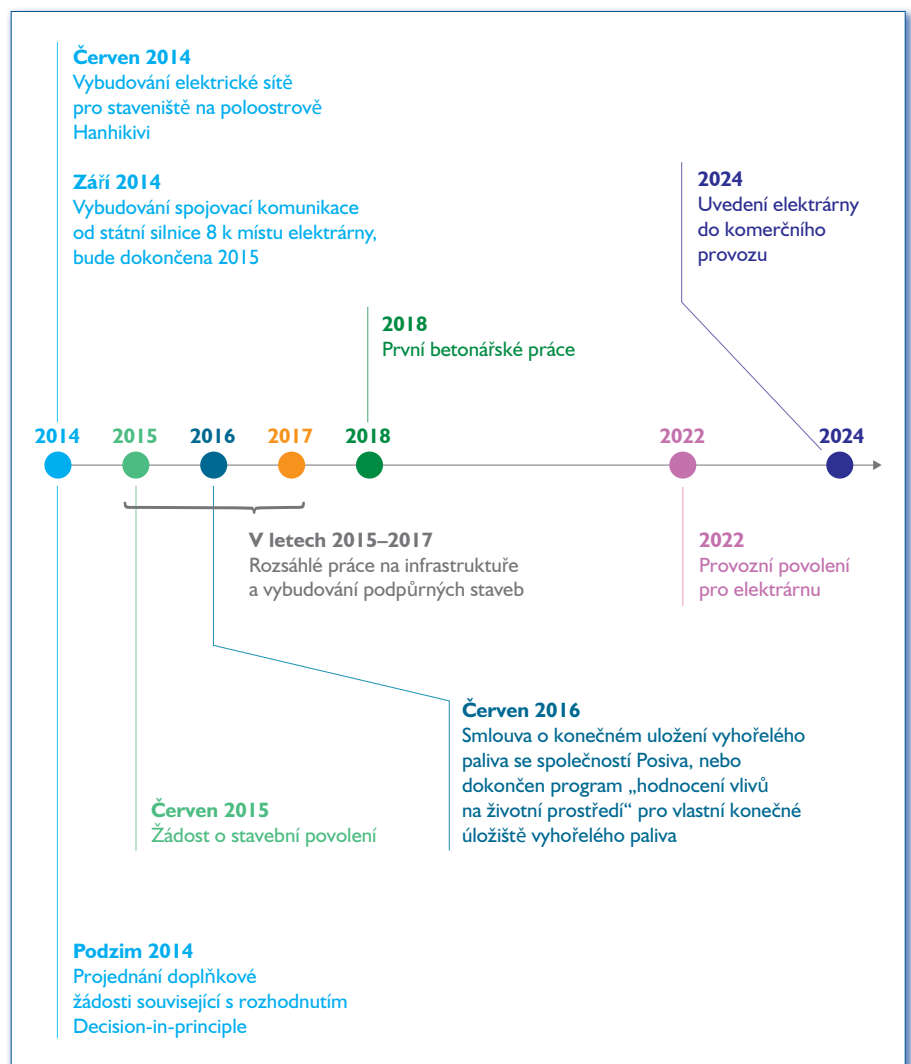 Červen 2014
Vybudování elektrické sítě
pro staveniště na poloostrově
Hanhikivi
Září 2014
Vybudování spojovací komunikace
od státní silnice 8 k místu elektrárny,
bude dokončena 2015
2024
Uvedení elektrárny
do komerčního
provozu
2018
První betonářské práce
2014 2015 2016 2017 2018 2022 2024
V letech 2015–2017
Rozsáhlé práce na infrastruktuře
a vybudování podpůrných staveb
2022
Provozní povolení
pro elektrárnu
Červen 2016
Smlouva o konečném uložení vyhořelého
paliva se společností Posiva, nebo
dokončen program „hodnocení vlivů
na životní prostředí“ pro vlastní konečné
úložiště vyhořelého paliva
Červen 2015
Žádost o stavební povolení
Podzim 2014
Projednání doplňkové
žádosti související s rozhodnutím
Decision-in-principle